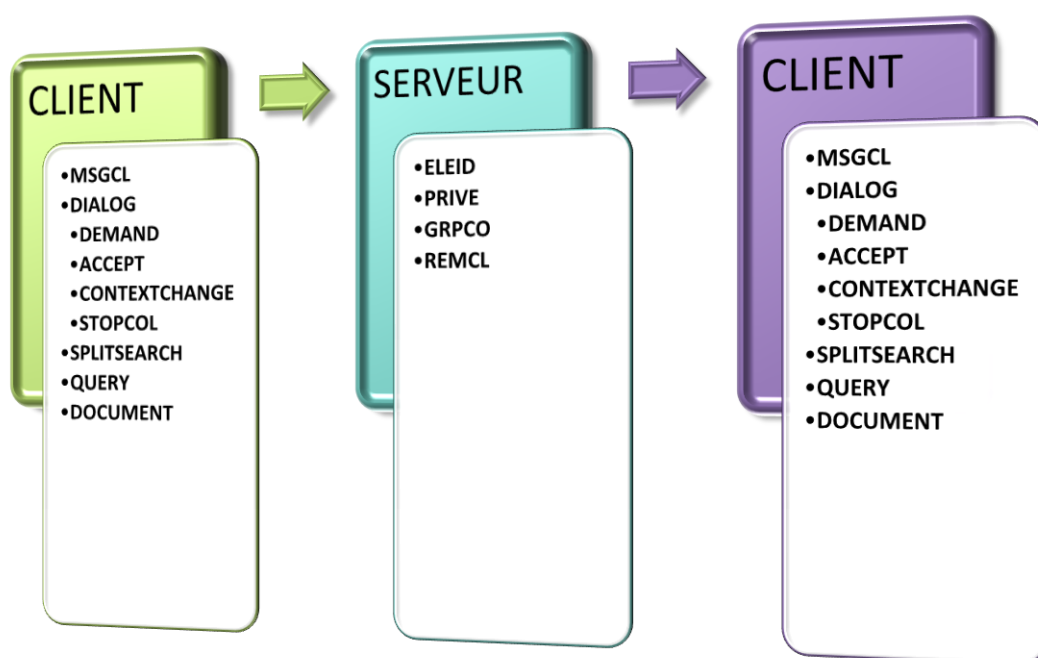 CLIENT
•MSGCL
•DIALOG
•DEMAND
•ACCEPT
•CONTEXTCHANGE
•STOPCOL
•SPLITSEARCH
•QUERY
•DOCUMENT
SERVEUR
•ELEID
•PRIVE
•GRPCO
•REMCL
CLIENT
•MSGCL
•DIALOG
•DEMAND
•ACCEPT
•CONTEXTCHANGE
•STOPCOL
•SPLITSEARCH
•QUERY
•DOCUMENT